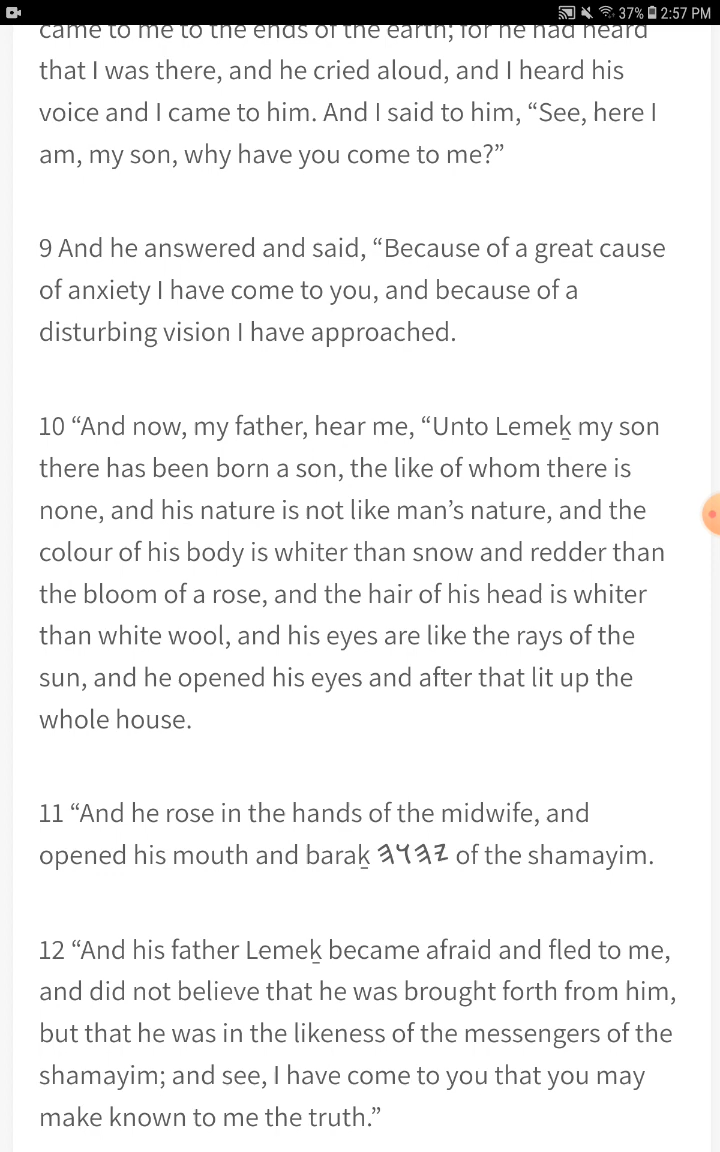 37% 2:57 PM
came to me to the ends of the earth; for he had heard
that I was there, and he cried aloud, and I heard his
voice and I came to him. And I said to him, “See, here I
am, my son, why have you come to me?”
9 And he answered and said, “Because of a great cause
of anxiety I have come to you, and because of a
disturbing vision I have approached.
10 “And now, my father, hear me, “Unto Lemeḵ my son
there has been born a son, the like of whom there is
none, and his nature is not like man’s nature, and the
colour of his body is whiter than snow and redder than
the bloom of a rose, and the hair of his head is whiter
than white wool, and his eyes are like the rays of the
sun, and he opened his eyes and after that lit up the
whole house.
11 “And he rose in the hands of the midwife, and
opened his mouth and baraḵ 𐤉𐤄𐤅𐤄 of the shamayim.
12 “And his father Lemeḵ became afraid and fled to me,
and did not believe that he was brought forth from him,
but that he was in the likeness of the messengers of the
shamayim; and see, I have come to you that you may
make known to me the truth.”